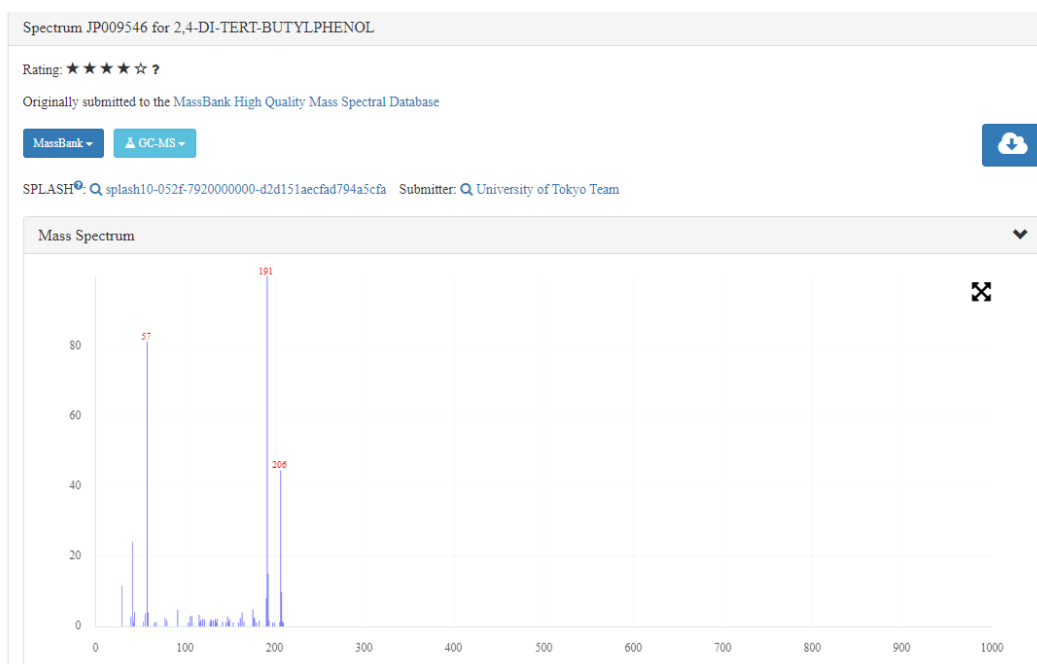 Spectrum JP009546 for 2,4-DI-TERT-BUTYLPHENOL
Rating: ★ ★ ★ ★ ☆ ?
Originally submitted to the MassBank High Quality Mass Spectral Database
MassBank GC-MS
SPLASH?: splash10-052f-7920000000-d2d151aecfad794a5cfa Submitter: University of Tokyo Team
Mass Spectrum
191
57
80
60
206
40
20
0
0 100 200 300 400 500 600 700 800 900 1000